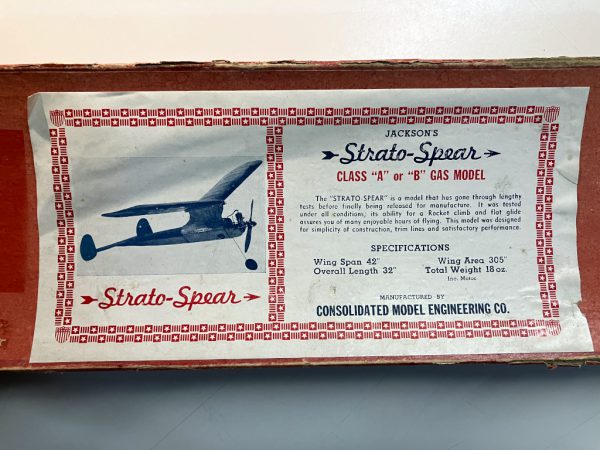 Strato-Spear
JACKSON'S
Strato-Spear
CLASS "A" or "B" GAS MODEL
The "STRATO-SPEAR" is a model that has gone through lengthy
tests before finally being released for manufacture. It was tested
under all conditions; its ability for a Rocket climb and flat glide
assures you of many enjoyable hours of flying. This model was designed
for simplicity of construction, trim lines and satisfactory performance.
SPECIFICATIONS
Wing Span 42" Wing Area 305"
Overall Length 32" Total Weight 18 oz.
Inc. Motor
MANUFACTURED BY
CONSOLIDATED MODEL ENGINEERING CO.